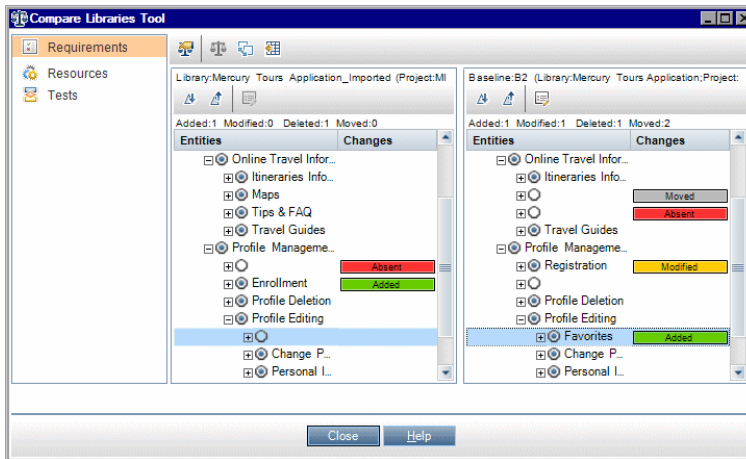 Compare Libraries Tool
Requirements
Resources
Tests
Library:Mercury Tours Application_Imported (Project:MI
Added:1 Modified:0 Deleted:1 Moved:0
Entities Changes
Online Travel Infor...
Itineraries Info...
Maps
Tips & FAQ
Travel Guides
Profile Manageme...
Absent
Enrollment Added
Profile Deletion
Profile Editing
Change P...
Personal I...
Baseline:B2 (Library:Mercury Tours Application;Project:
Added:1 Modified:1 Deleted:1 Moved:2
Entities Changes
Online Travel Infor...
Itineraries Info...
Moved
Absent
Travel Guides
Profile Manageme...
Registration Modified
Profile Deletion
Profile Editing
Favorites Added
Change P...
Personal I...
Close Help